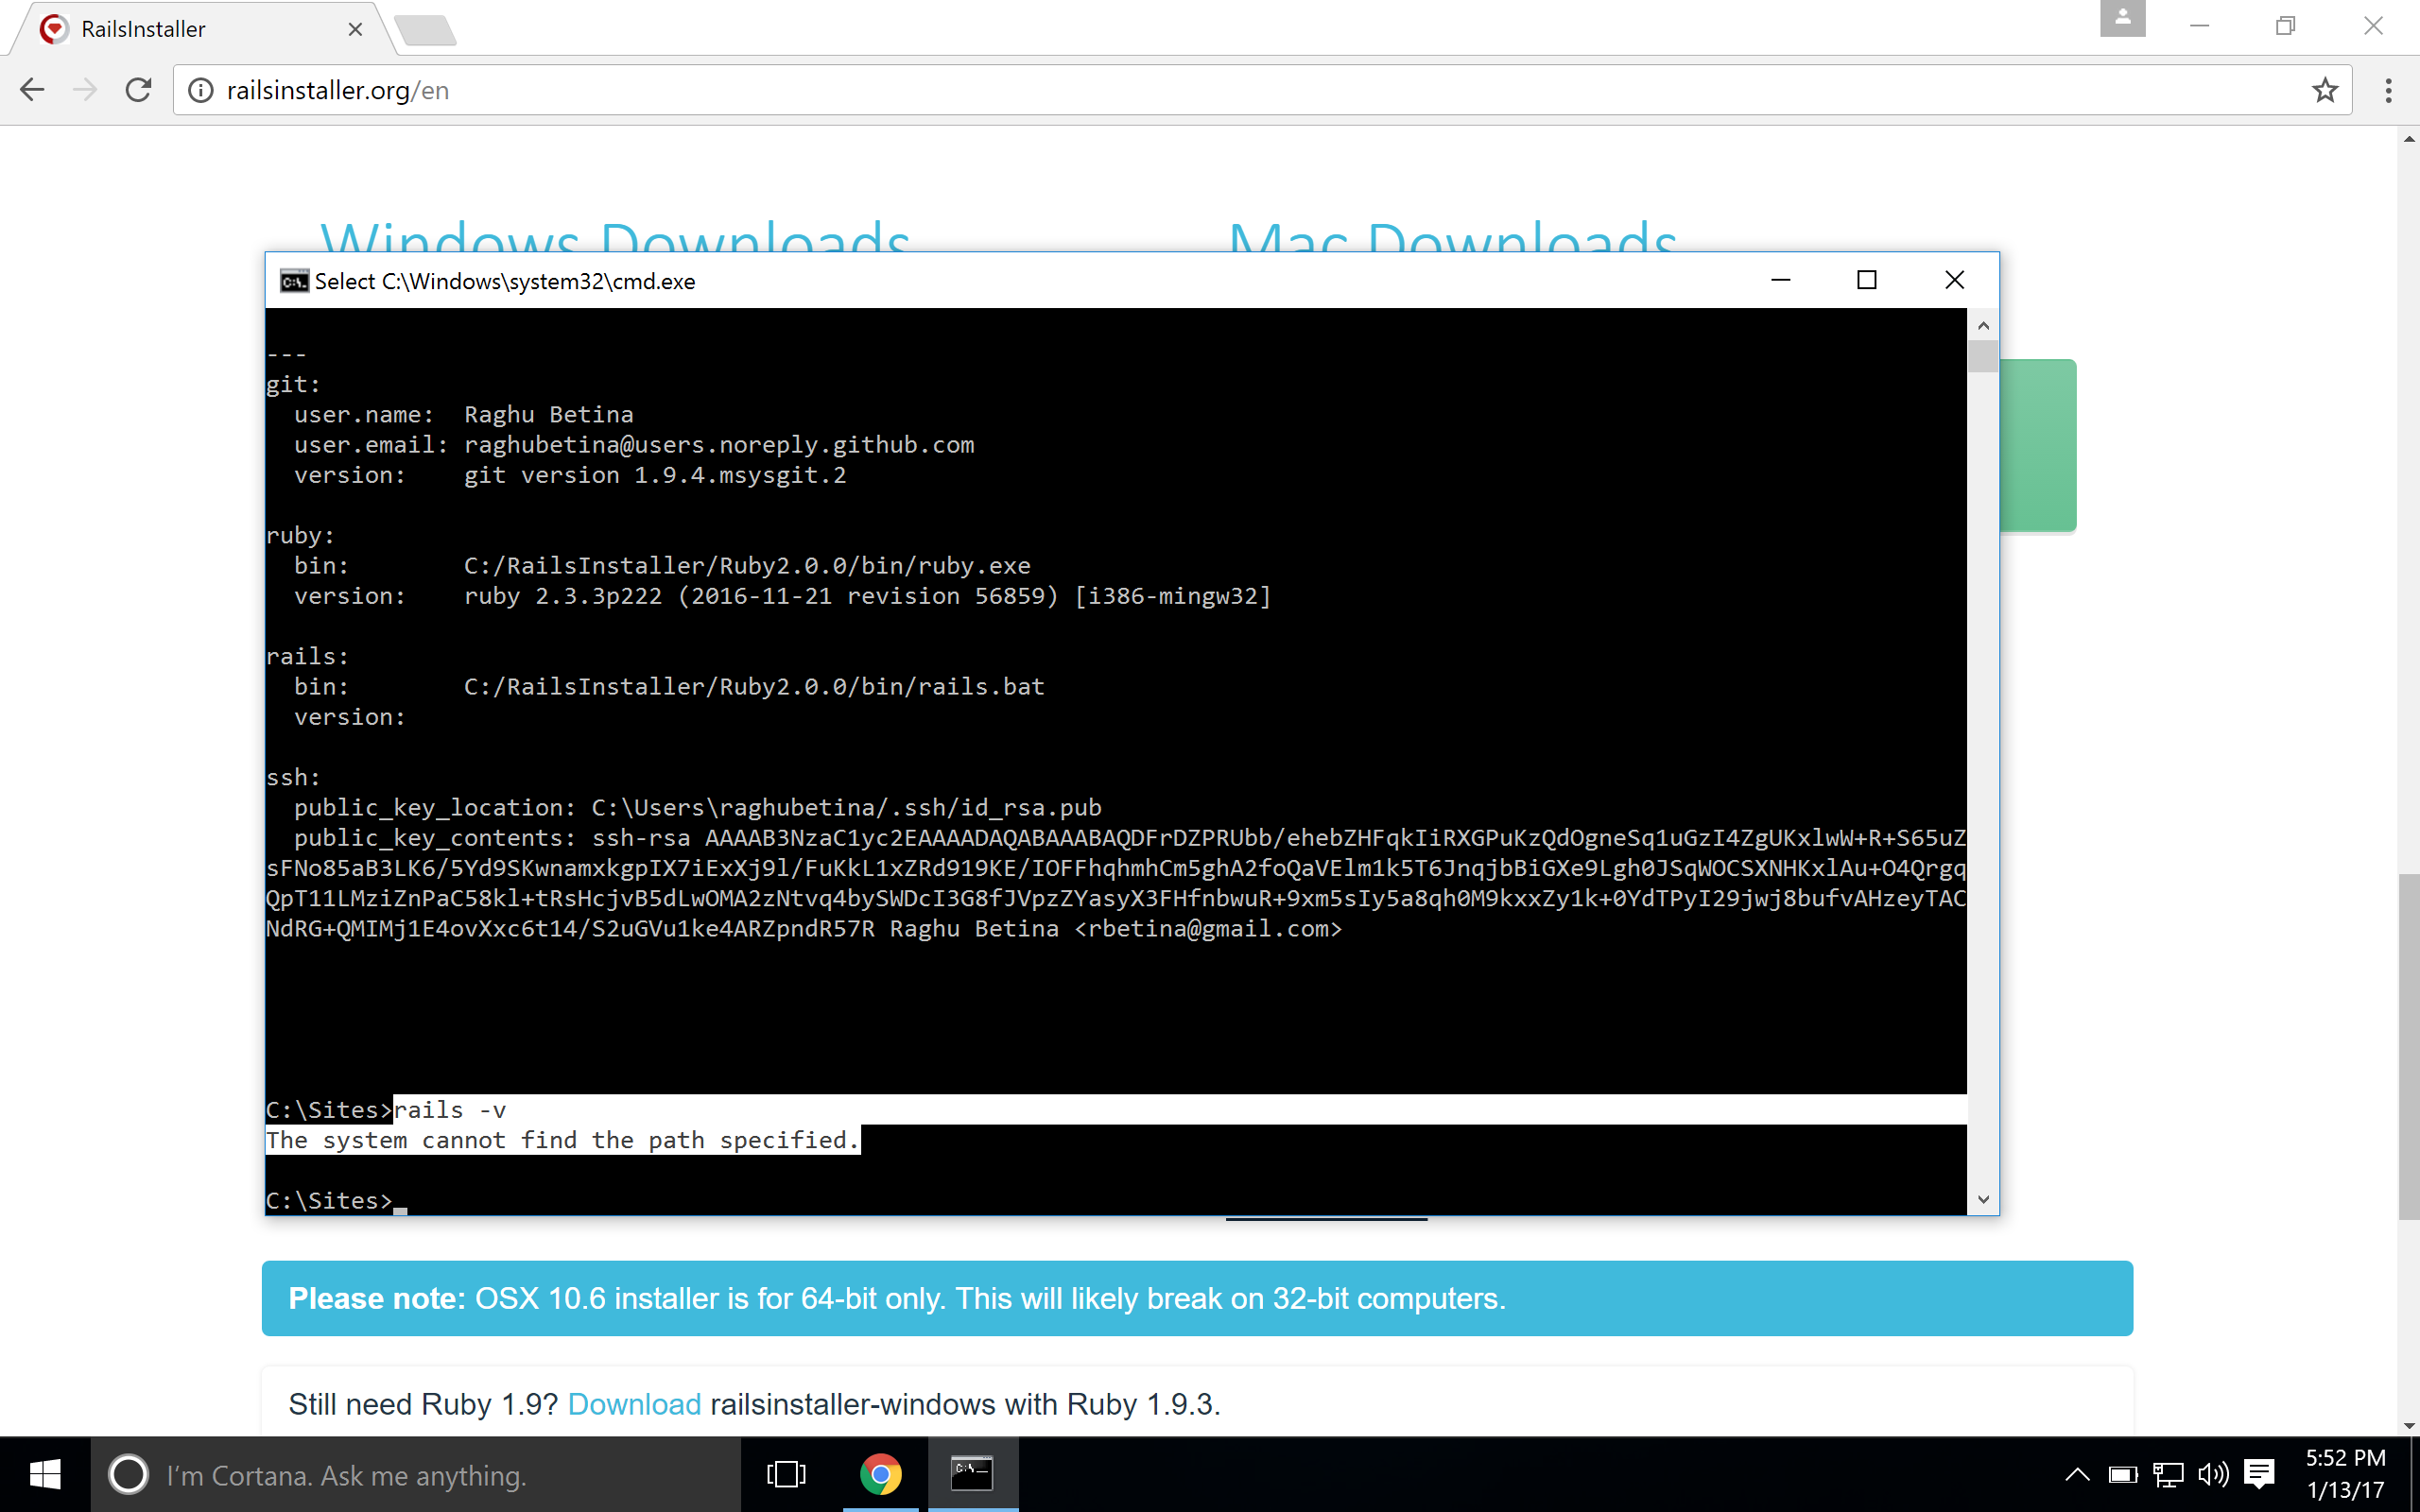 RailsInstaller
railsinstaller.org/en
Windows Downloads
Mac Downloads
Select C:\Windows\system32\cmd.exe
---
git:
  user.name:  Raghu Betina
  user.email: raghubetina@users.noreply.github.com
  version:    git version 1.9.4.msysgit.2
ruby:
  bin:        C:/RailsInstaller/Ruby2.0.0/bin/ruby.exe
  version:    ruby 2.3.3p222 (2016-11-21 revision 56859) [i386-mingw32]
rails:
  bin:        C:/RailsInstaller/Ruby2.0.0/bin/rails.bat
  version:
ssh:
  public_key_location: C:\Users\raghubetina/.ssh/id_rsa.pub
  public_key_contents: ssh-rsa AAAAB3NzaC1yc2EAAAADAQABAAABAQDFrDZPRUbb/ehebZHFqkIiRXGPuKzQdOgneSq1uGzI4ZgUKxlwW+R+S65uZ
sFNo85aB3LK6/5Yd9SKwnamxkgpIX7iExXj9l/FuKkL1xZRd919KE/IOFFhqhmhCm5ghA2foQaVElm1k5T6JnqjbBiGXe9Lgh0JSqWOCSXNHKxlAu+O4Qrgq
QpT11LMziZnPaC58kl+tRsHcjvB5dLwOMA2zNtvq4bySWDcI3G8fJVpzZYasyX3FHfnbwuR+9xm5sIy5a8qh0M9kxxZy1k+0YdTPyI29jwj8bufvAHzeyTAC
NdRG+QMIMj1E4ovXxc6t14/S2uGVu1ke4ARZpndR57R Raghu Betina <rbetina@gmail.com>
C:\Sites>rails -v
The system cannot find the path specified.
C:\Sites>
Please note: OSX 10.6 installer is for 64-bit only. This will likely break on 32-bit computers.
Still need Ruby 1.9? Download railsinstaller-windows with Ruby 1.9.3.
I'm Cortana. Ask me anything.
5:52 PM
1/13/17